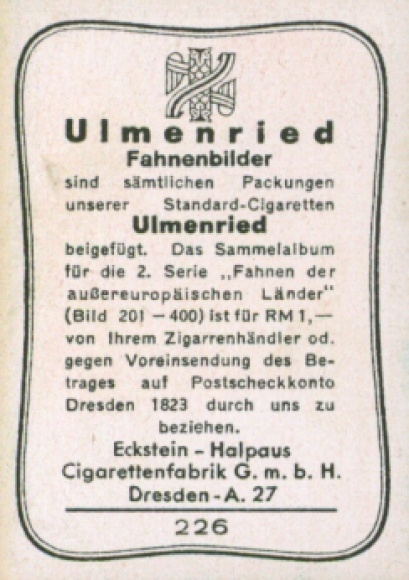 Ulmenried
Fahnenbilder
sind sämtlichen Packungen
unserer Standard-Cigaretten
Ulmenried
beigefügt. Das Sammelalbum
für die 2. Serie „Fahnen der
außereuropäischen Länder"
(Bild 201 – 400) ist für RM 1,—
von Ihrem Zigarrenhändler od.
gegen Voreinsendung des Be-
trages auf Postscheckkonto
Dresden 1823 durch uns zu
beziehen.
Eckstein - Halpaus
Cigarettenfabrik G. m. b. H.
Dresden-A. 27
226